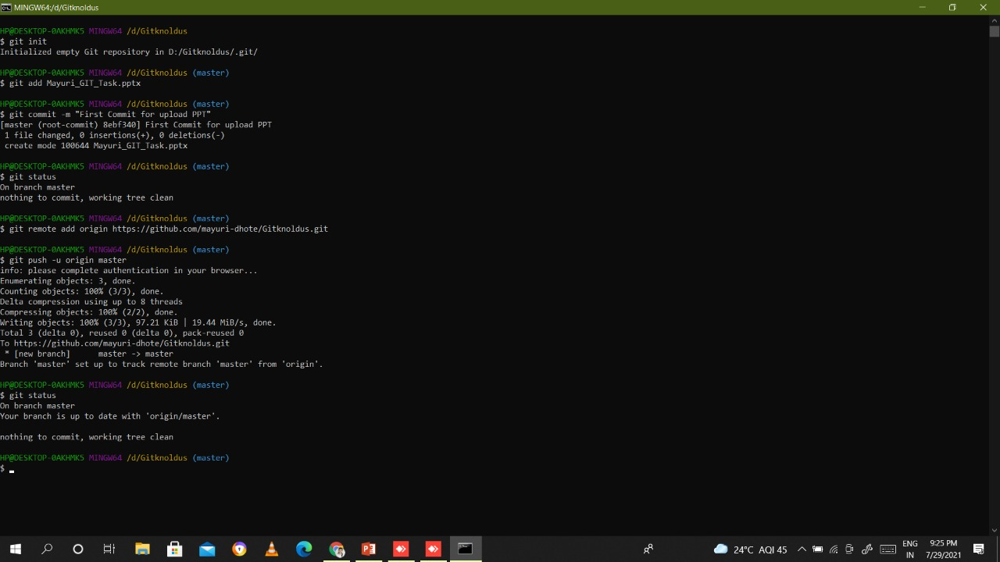 MINGW64:/d/Gitknoldus
HP@DESKTOP-0AKHMK5 MINGW64 /d/Gitknoldus
$ git init
Initialized empty Git repository in D:/Gitknoldus/.git/
HP@DESKTOP-0AKHMK5 MINGW64 /d/Gitknoldus (master)
$ git add Mayuri_GIT_Task.pptx
HP@DESKTOP-0AKHMK5 MINGW64 /d/Gitknoldus (master)
$ git commit -m "First Commit for upload PPT"
[master (root-commit) 8ebf340] First Commit for upload PPT
 1 file changed, 0 insertions(+), 0 deletions(-)
 create mode 100644 Mayuri_GIT_Task.pptx
HP@DESKTOP-0AKHMK5 MINGW64 /d/Gitknoldus (master)
$ git status
On branch master
nothing to commit, working tree clean
HP@DESKTOP-0AKHMK5 MINGW64 /d/Gitknoldus (master)
$ git remote add origin https://github.com/mayuri-dhote/Gitknoldus.git
HP@DESKTOP-0AKHMK5 MINGW64 /d/Gitknoldus (master)
$ git push -u origin master
info: please complete authentication in your browser...
Enumerating objects: 3, done.
Counting objects: 100% (3/3), done.
Delta compression using up to 8 threads
Compressing objects: 100% (2/2), done.
Writing objects: 100% (3/3), 97.21 KiB | 19.44 MiB/s, done.
Total 3 (delta 0), reused 0 (delta 0), pack-reused 0
To https://github.com/mayuri-dhote/Gitknoldus.git
 * [new branch]      master -> master
Branch 'master' set up to track remote branch 'master' from 'origin'.
HP@DESKTOP-0AKHMK5 MINGW64 /d/Gitknoldus (master)
$ git status
On branch master
Your branch is up to date with 'origin/master'.
nothing to commit, working tree clean
HP@DESKTOP-0AKHMK5 MINGW64 /d/Gitknoldus (master)
$
24°C AQI 45
ENG
IN
9:25 PM
7/29/2021